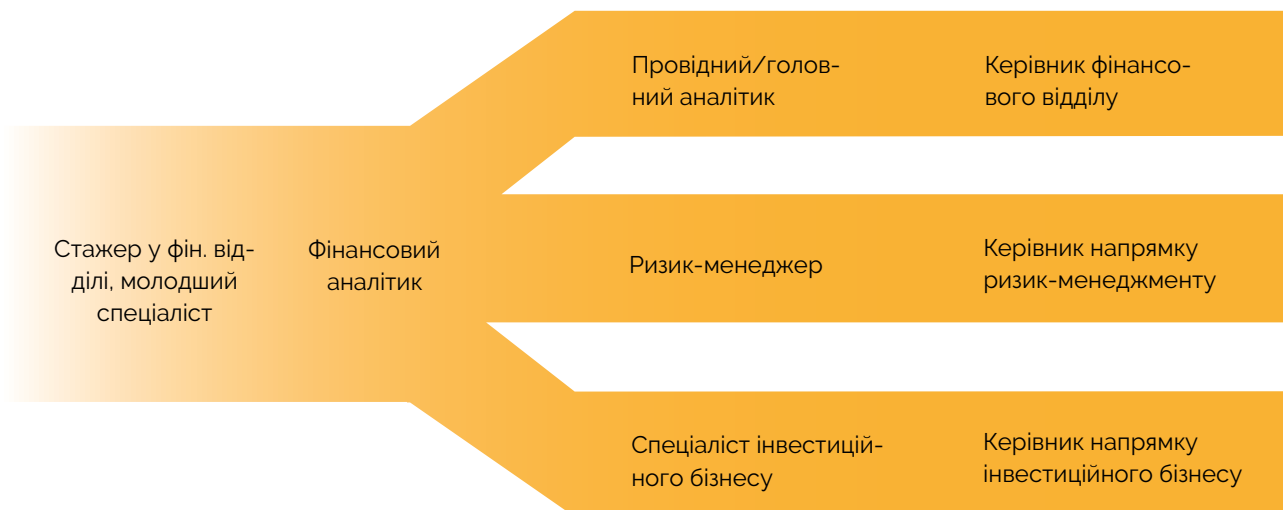 Стажер у фін. від-
ділі, молодший
спеціаліст
Фінансовий
аналітик
Провідний/голов-
ний аналітик
Керівник фінансо-
вого відділу
Ризик-менеджер
Керівник напрямку
ризик-менеджменту
Спеціаліст інвестицій-
ного бізнесу
Керівник напрямку
інвестиційного бізнесу